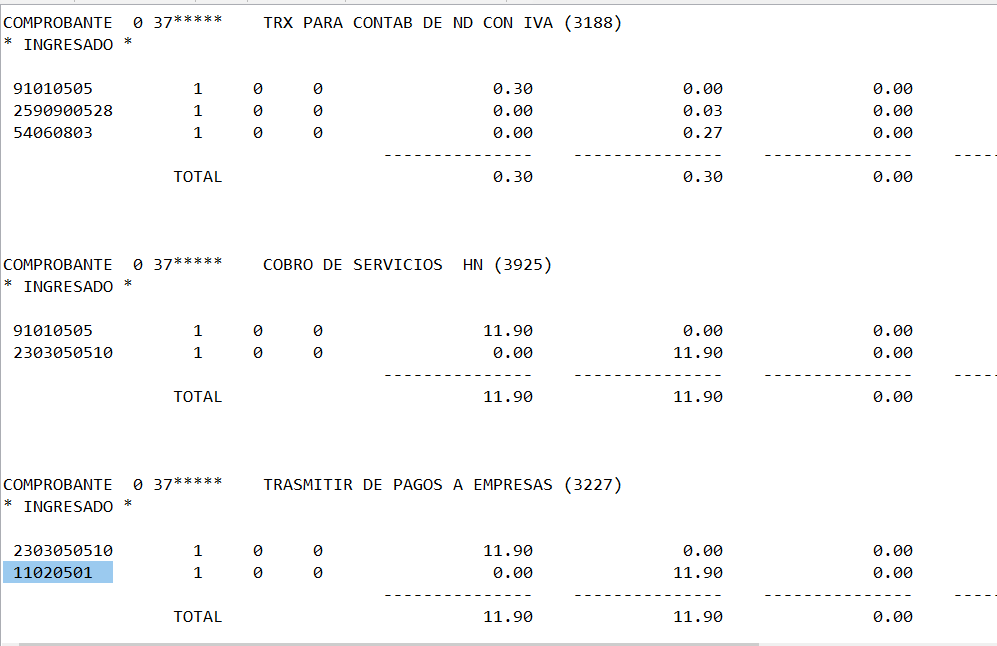 COMPROBANTE  0 37*****    TRX PARA CONTAB DE ND CON IVA (3188)
* INGRESADO *
91010505          1     0     0                 0.30               0.00               0.00
2590900528        1     0     0                 0.00               0.03               0.00
54060803          1     0     0                 0.00               0.27               0.00
--------------- --------------- --------------- -----
TOTAL                           0.30               0.30               0.00
COMPROBANTE  0 37*****    COBRO DE SERVICIOS  HN (3925)
* INGRESADO *
91010505          1     0     0                11.90               0.00               0.00
2303050510        1     0     0                 0.00              11.90               0.00
--------------- --------------- --------------- -----
TOTAL                          11.90              11.90               0.00
COMPROBANTE  0 37*****    TRASMITIR DE PAGOS A EMPRESAS (3227)
* INGRESADO *
2303050510        1     0     0                11.90               0.00               0.00
11020501          1     0     0                 0.00              11.90               0.00
--------------- --------------- --------------- -----
TOTAL                          11.90              11.90               0.00